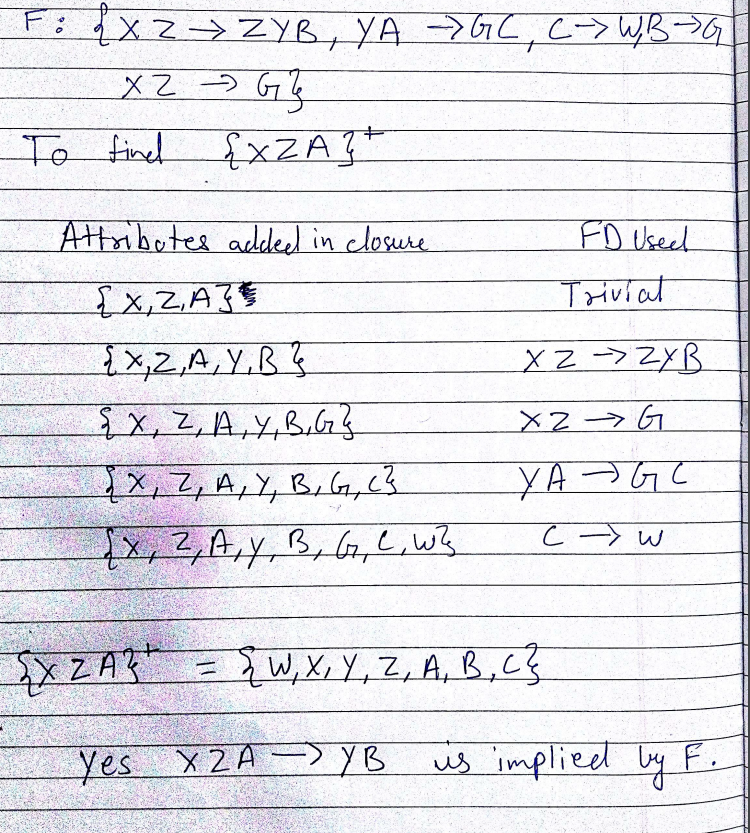 F: {XZ → ZYB, YA → GC, C → W, B → G
XZ → G}
To find {XZA}⁺
Attributes added in closure FD Used
{X,Z,A} Trivial
{X,Z,A,Y,B} XZ → ZYB
{X, Z, A, Y, B, G} XZ → G
{X, Z, A, Y, B, G, C} YA → GC
{X, Z, A, Y, B, G, C, W} C → W
{XZA}⁺ = {W, X, Y, Z, A, B, C}
Yes XZA → YB is implied by F.